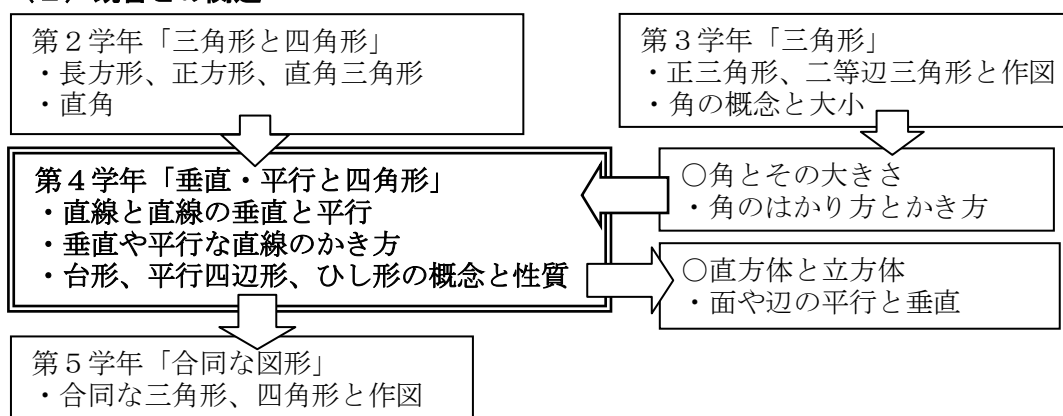 第2学年「三角形と四角形」
・長方形、正方形、直角三角形
・直角
第3学年「三角形」
・正三角形、二等辺三角形と作図
・角の概念と大小
第4学年「垂直・平行と四角形」
・直線と直線の垂直と平行
・垂直や平行な直線のかき方
・台形、平行四辺形、ひし形の概念と性質
○角とその大きさ
・角のはかり方とかき方
○直方体と立方体
・面や辺の平行と垂直
第5学年「合同な図形」
・合同な三角形、四角形と作図